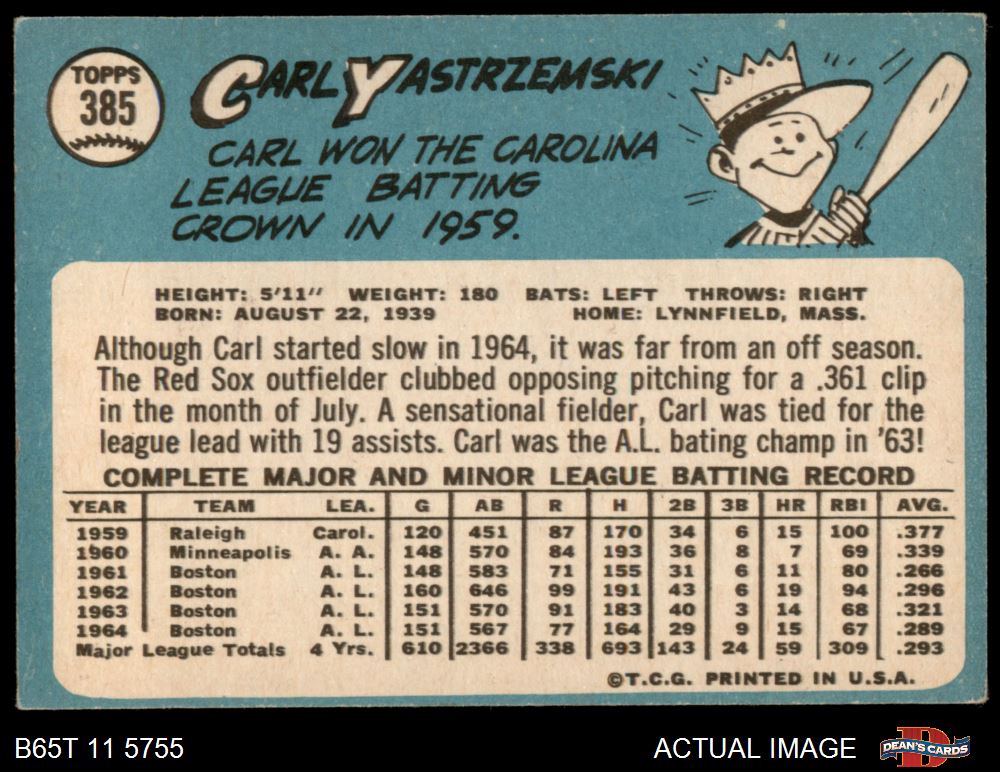 TOPPS
385
CARL YASTRZEMSKI
CARL WON THE CAROLINA
LEAGUE BATTING
CROWN IN 1959.
HEIGHT: 5'11" WEIGHT: 180 BATS: LEFT THROWS: RIGHT
BORN: AUGUST 22, 1939 HOME: LYNNFIELD, MASS.
Although Carl started slow in 1964, it was far from an off season.
The Red Sox outfielder clubbed opposing pitching for a .361 clip
in the month of July. A sensational fielder, Carl was tied for the
league lead with 19 assists. Carl was the A.L. bating champ in '63!
COMPLETE MAJOR AND MINOR LEAGUE BATTING RECORD
YEAR TEAM LEA. G AB R H 2B 3B HR RBI AVG.
1959 Raleigh Carol. 120 451 87 170 34 6 15 100 .377
1960 Minneapolis A. A. 148 570 84 193 36 8 7 69 .339
1961 Boston A. L. 148 583 71 155 31 6 11 80 .266
1962 Boston A. L. 160 646 99 191 43 6 19 94 .296
1963 Boston A. L. 151 570 91 183 40 3 14 68 .321
1964 Boston A. L. 151 567 77 164 29 9 15 67 .289
Major League Totals 4 Yrs. 610 2366 338 693 143 24 59 309 .293
©T.C.G. PRINTED IN U.S.A.
B65T 11 5755 ACTUAL IMAGE D DEAN'S CARDS